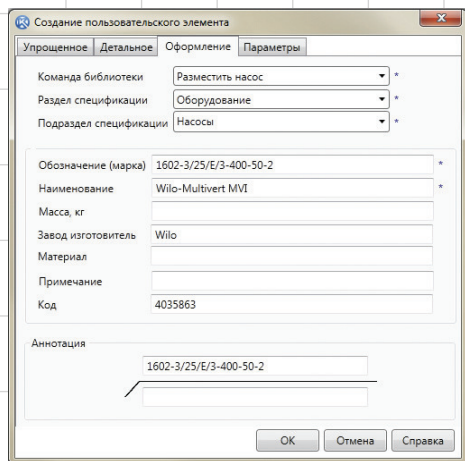 Создание пользовательского элемента
Упрощенное Детальное Оформление Параметры
Команда библиотеки Разместить насос *
Раздел спецификации Оборудование *
Подраздел спецификации Насосы *
Обозначение (марка) 1602-3/25/E/3-400-50-2 *
Наименование Wilo-Multivert MVI *
Масса, кг
Завод изготовитель Wilo
Материал
Примечание
Код 4035863
Аннотация
1602-3/25/E/3-400-50-2
OK Отмена Справка